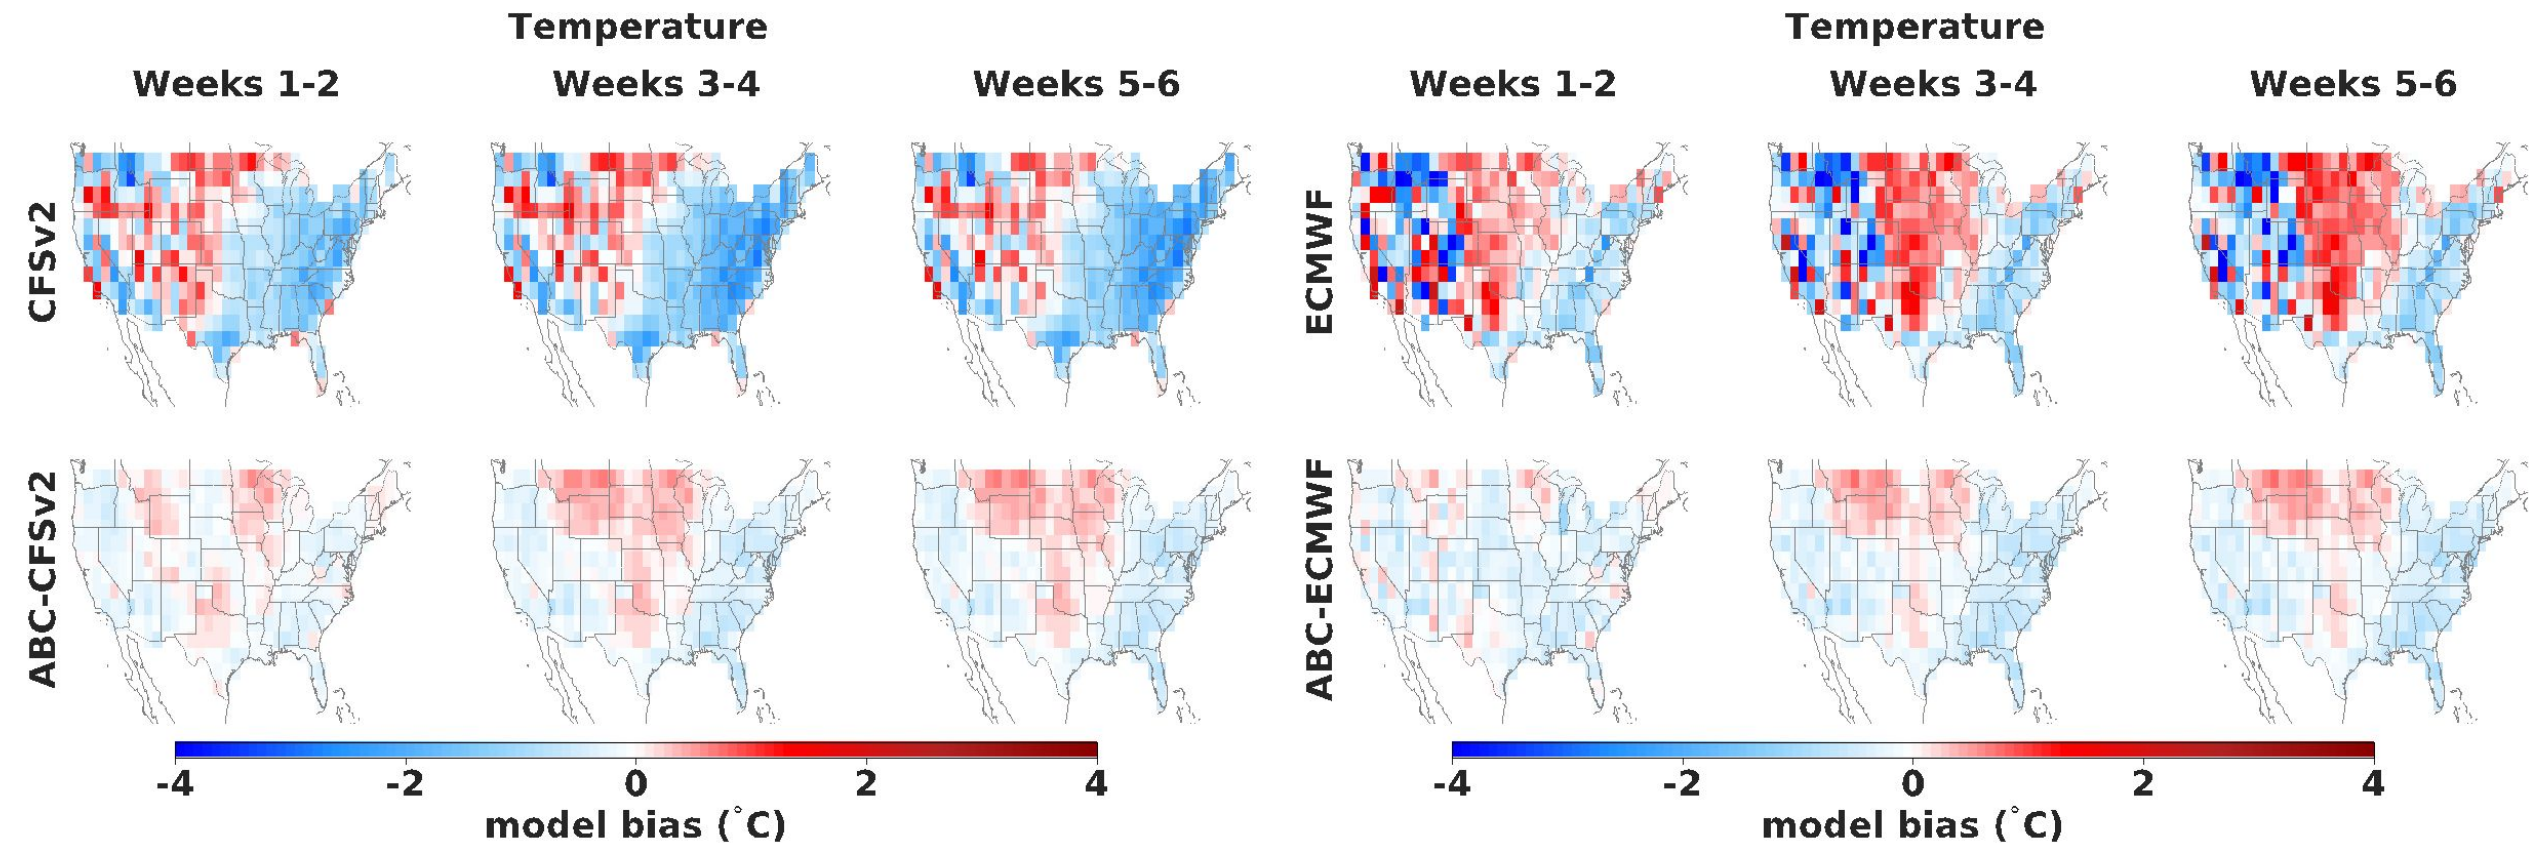 Temperature
Weeks 1-2 Weeks 3-4 Weeks 5-6
CFSv2
ABC-CFSv2
-4 -2 0 2 4
model bias (°C)
Temperature
Weeks 1-2 Weeks 3-4 Weeks 5-6
ECMWF
ABC-ECMWF
-4 -2 0 2 4
model bias (°C)